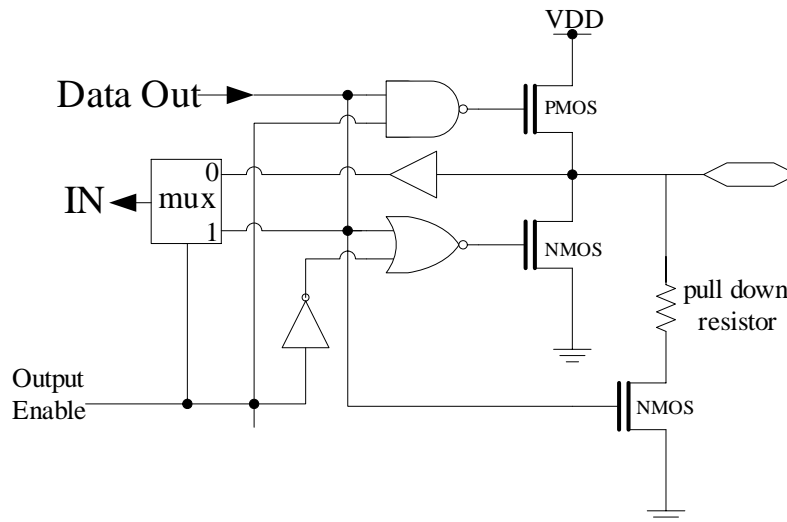 VDD
Data Out
PMOS
0
mux
IN
1
NMOS
pull down
resistor
Output
Enable
NMOS